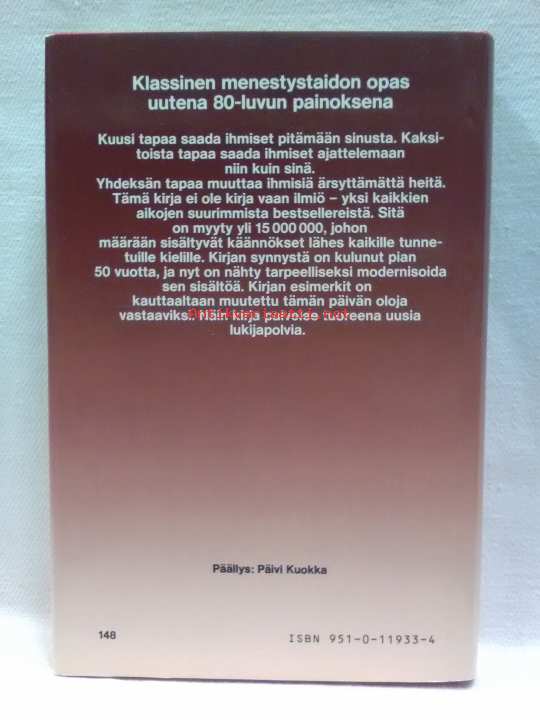 Klassinen menestystaidon opas
uutena 80-luvun painoksena
Kuusi tapaa saada ihmiset pitämään sinusta. Kaksi-
toista tapaa saada ihmiset ajattelemaan
niin kuin sinä.
Yhdeksän tapaa muuttaa ihmisiä ärsyttämättä heitä.
Tämä kirja ei ole kirja vaan ilmiö – yksi kaikkien
aikojen suurimmista bestsellereistä. Sitä
on myyty yli 15 000 000, johon
määrään sisältyvät käännökset lähes kaikille tunne-
tuille kielille. Kirjan synnystä on kulunut pian
50 vuotta, ja nyt on nähty tarpeelliseksi modernisoida
sen sisältöä. Kirjan esimerkit on
kauttaaltaan muutettu tämän päivän oloja
vastaaviksi. Näin kirja palvelee tuoreena uusia
lukijapolvia.
Päällys: Päivi Kuokka
148
ISBN 951-0-11933-4